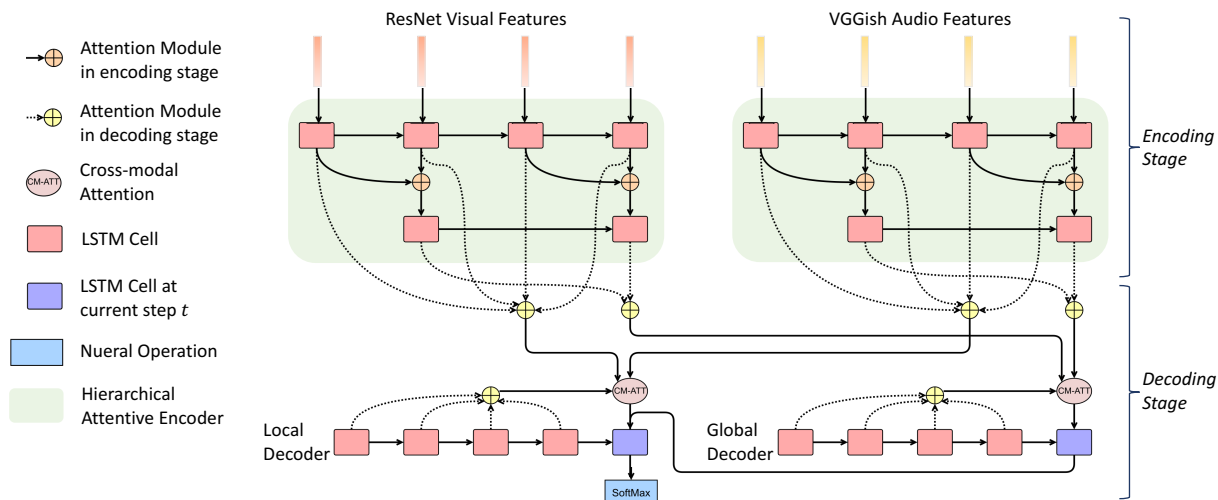 ResNet Visual Features
VGGish Audio Features
Attention Module
in encoding stage
Attention Module
in decoding stage
CM-ATT
Cross-modal
Attention
LSTM Cell
LSTM Cell at
current step t
Nueral Operation
Hierarchical
Attentive Encoder
Encoding
Stage
CM-ATT
CM-ATT
Decoding
Stage
Local
Decoder
Global
Decoder
SoftMax